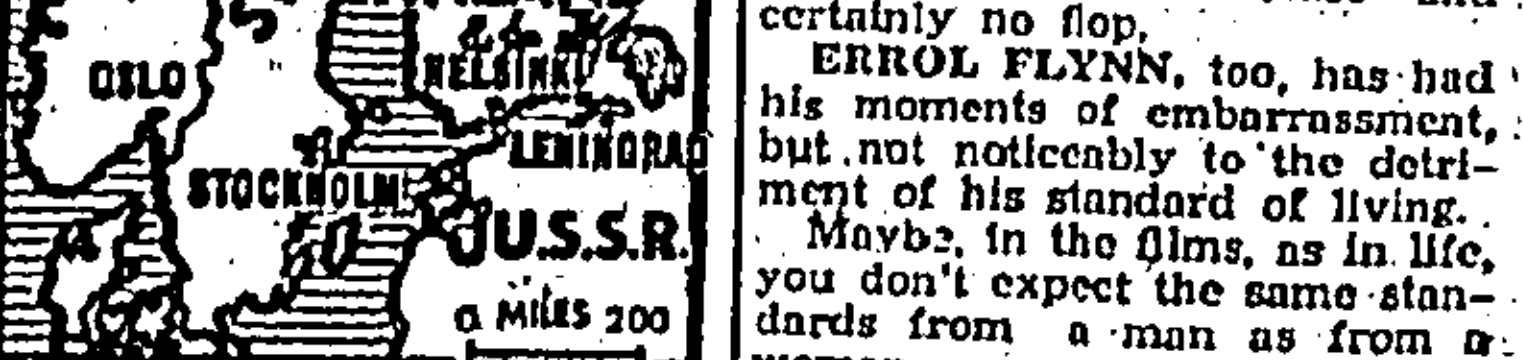 OSLO
HELSINKI
LENINGRAD
STOCKHOLM
U.S.S.R.
0 MILES 200
certainly no flop.
ERROL FLYNN, too, has had
his moments of embarrassment,
but not noticeably to the detri-
ment of his standard of living.
Maybe, in the films, as in life,
you don't expect the same stan-
dards from a man as from a